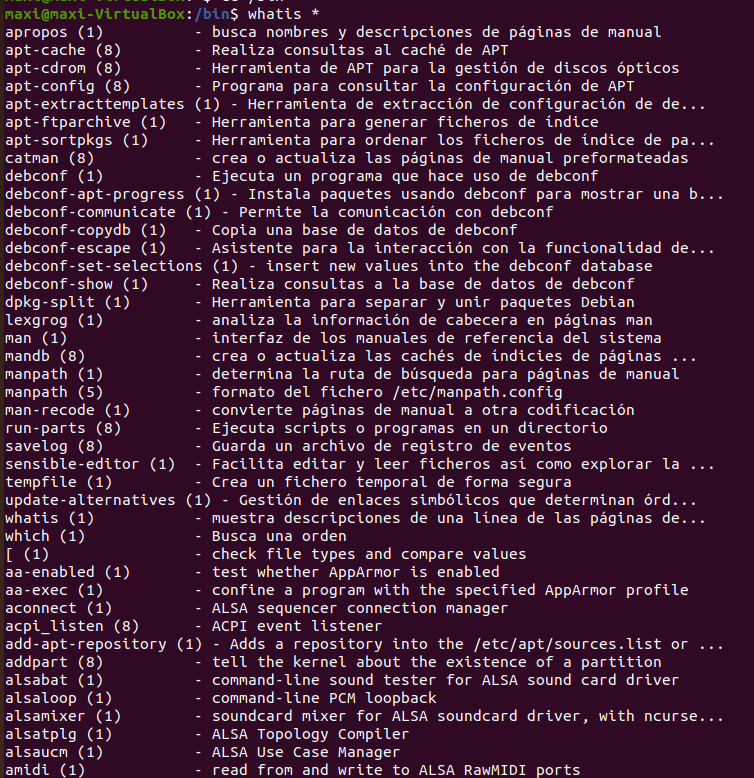 maxi@maxi-VirtualBox:/bin$ whatis *
apropos (1)          - busca nombres y descripciones de páginas de manual
apt-cache (8)        - Realiza consultas al caché de APT
apt-cdrom (8)        - Herramienta de APT para la gestión de discos ópticos
apt-config (8)       - Programa para consultar la configuración de APT
apt-extracttemplates (1) - Herramienta de extracción de configuración de de...
apt-ftparchive (1)   - Herramienta para generar ficheros de índice
apt-sortpkgs (1)     - Herramienta para ordenar los ficheros de índice de pa...
catman (8)           - crea o actualiza las páginas de manual preformateadas
debconf (1)          - Ejecuta un programa que hace uso de debconf
debconf-apt-progress (1) - Instala paquetes usando debconf para mostrar una b...
debconf-communicate (1) - Permite la comunicación con debconf
debconf-copydb (1)   - Copia una base de datos de debconf
debconf-escape (1)   - Asistente para la interacción con la funcionalidad de...
debconf-set-selections (1) - insert new values into the debconf database
debconf-show (1)     - Realiza consultas a la base de datos de debconf
dpkg-split (1)       - Herramienta para separar y unir paquetes Debian
lexgrog (1)          - analiza la información de cabecera en páginas man
man (1)              - interfaz de los manuales de referencia del sistema
mandb (8)            - crea o actualiza las cachés de índicies de páginas ...
manpath (1)          - determina la ruta de búsqueda para páginas de manual
manpath (5)          - formato del fichero /etc/manpath.config
man-recode (1)       - convierte páginas de manual a otra codificación
run-parts (8)        - Ejecuta scripts o programas en un directorio
savelog (8)          - Guarda un archivo de registro de eventos
sensible-editor (1)  - Facilita editar y leer ficheros así como explorar la ...
tempfile (1)         - Crea un fichero temporal de forma segura
update-alternatives (1) - Gestión de enlaces simbólicos que determinan órd...
whatis (1)           - muestra descripciones de una línea de las páginas de...
which (1)            - Busca una orden
[ (1)                - check file types and compare values
aa-enabled (1)       - test whether AppArmor is enabled
aa-exec (1)          - confine a program with the specified AppArmor profile
aconnect (1)         - ALSA sequencer connection manager
acpi_listen (8)      - ACPI event listener
add-apt-repository (1) - Adds a repository into the /etc/apt/sources.list or ...
addpart (8)          - tell the kernel about the existence of a partition
alsabat (1)          - command-line sound tester for ALSA sound card driver
alsaloop (1)         - command-line PCM loopback
alsamixer (1)        - soundcard mixer for ALSA soundcard driver, with ncurse...
alsatplg (1)         - ALSA Topology Compiler
alsaucm (1)          - ALSA Use Case Manager
amidi (1)            - read from and write to ALSA RawMIDI ports